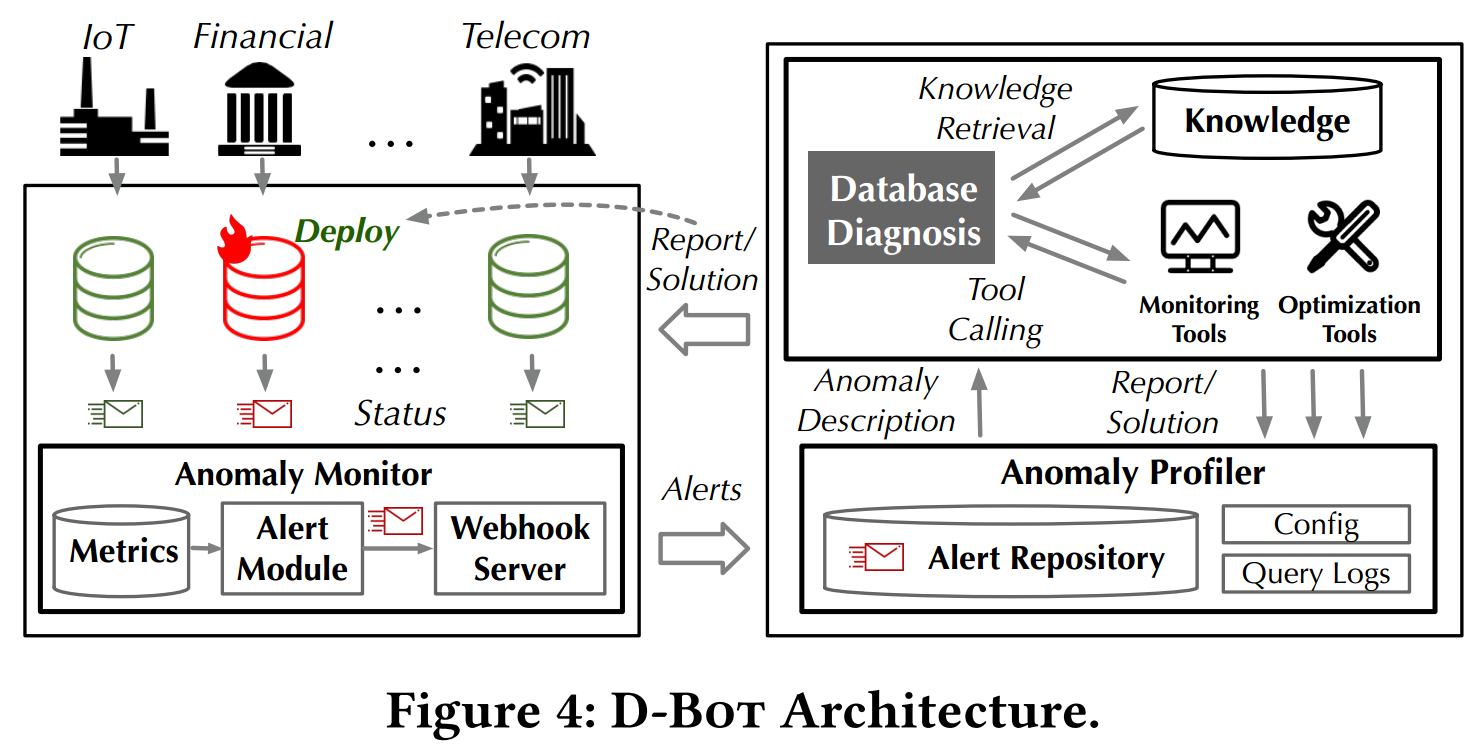 IoT
Financial
Telecom
...
Deploy
...
...
Status
Anomaly Monitor
Metrics
Alert
Module
Webhook
Server
Report/
Solution
Alerts
Knowledge
Retrieval
Knowledge
Database
Diagnosis
Tool
Calling
Monitoring
Tools
Optimization
Tools
Anomaly
Description
Report/
Solution
Anomaly Profiler
Alert Repository
Config
Query Logs
Figure 4: D-Bot Architecture.